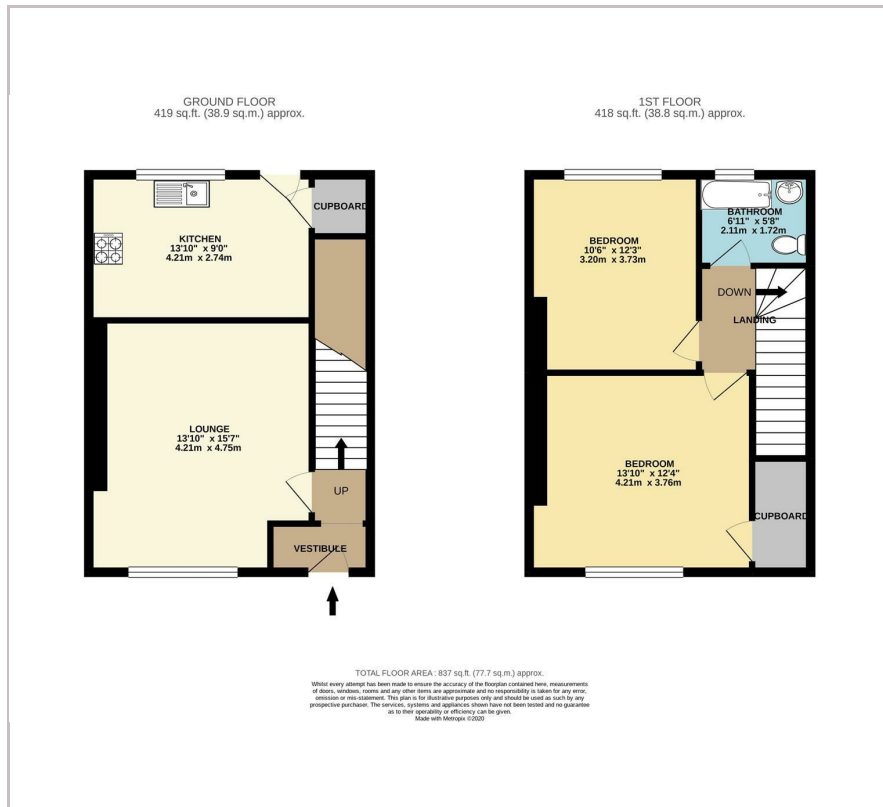 GROUND FLOOR
419 sq.ft. (38.9 sq.m.) approx.
CUPBOARD
KITCHEN
13'10" x 9'0"
4.21m x 2.74m
LOUNGE
13'10" x 15'7"
4.21m x 4.75m
UP
VESTIBULE
1ST FLOOR
418 sq.ft. (38.8 sq.m.) approx.
BATHROOM
6'11" x 5'8"
2.11m x 1.72m
BEDROOM
10'6" x 12'3"
3.20m x 3.73m
DOWN
LANDING
BEDROOM
13'10" x 12'4"
4.21m x 3.76m
CUPBOARD
TOTAL FLOOR AREA : 837 sq.ft. (77.7 sq.m.) approx.
Whilst every attempt has been made to ensure the accuracy of the floorplan contained here, measurements
of doors, windows, rooms and any other items are approximate and no responsibility is taken for any error,
omission or mis-statement. This plan is for illustrative purposes only and should be used as such by any
prospective purchaser. The services, systems and appliances shown have not been tested and no guarantee
as to their operability or efficiency can be given.
Made with Metropix ©2020